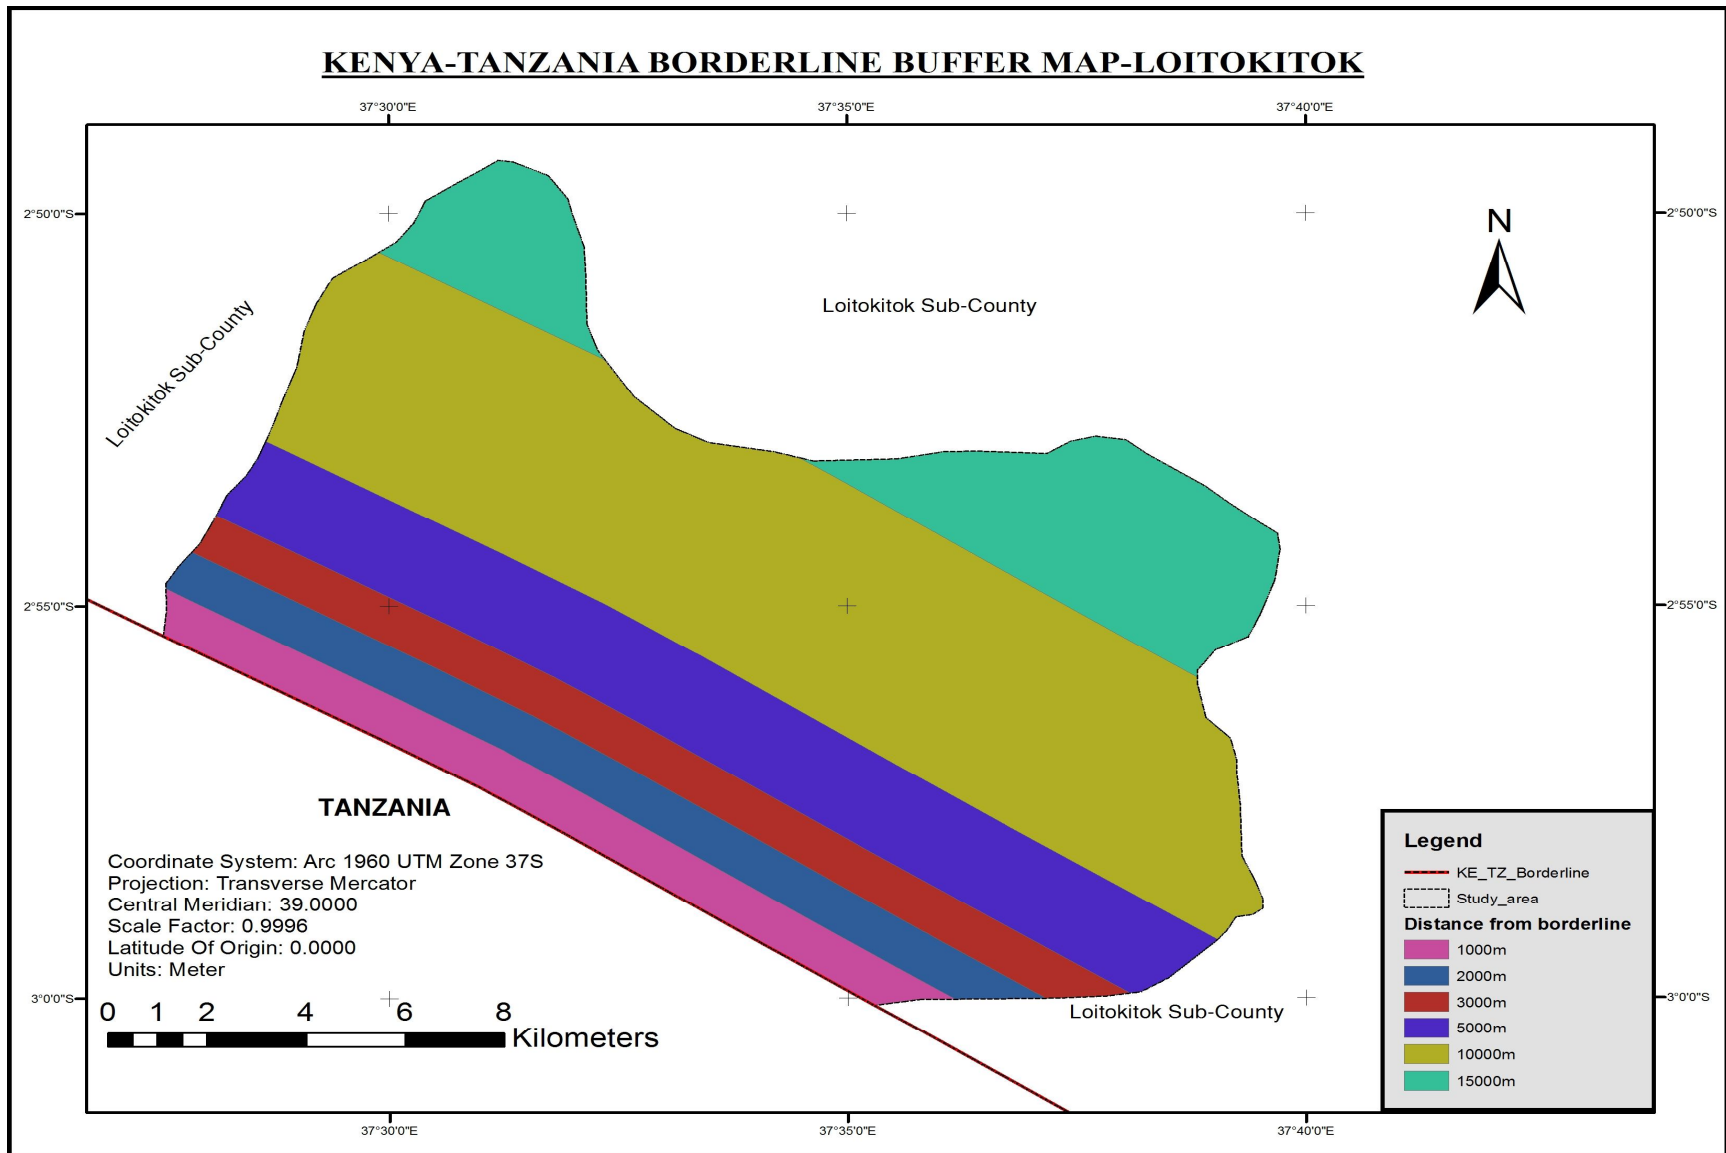 KENYA-TANZANIA BORDERLINE BUFFER MAP-LOITOKITOK
37°30'0"E 37°35'0"E 37°40'0"E
2°50'0"S 2°50'0"S
N
Loitokitok Sub-County
Loitokitok Sub-County
2°55'0"S 2°55'0"S
TANZANIA
Coordinate System: Arc 1960 UTM Zone 37S
Projection: Transverse Mercator
Central Meridian: 39.0000
Scale Factor: 0.9996
Latitude Of Origin: 0.0000
Units: Meter
3°0'0"S 3°0'0"S
Loitokitok Sub-County
0 1 2 4 6 8
Kilometers
Legend
KE_TZ_Borderline
Study_area
Distance from borderline
1000m
2000m
3000m
5000m
10000m
15000m
37°30'0"E 37°35'0"E 37°40'0"E